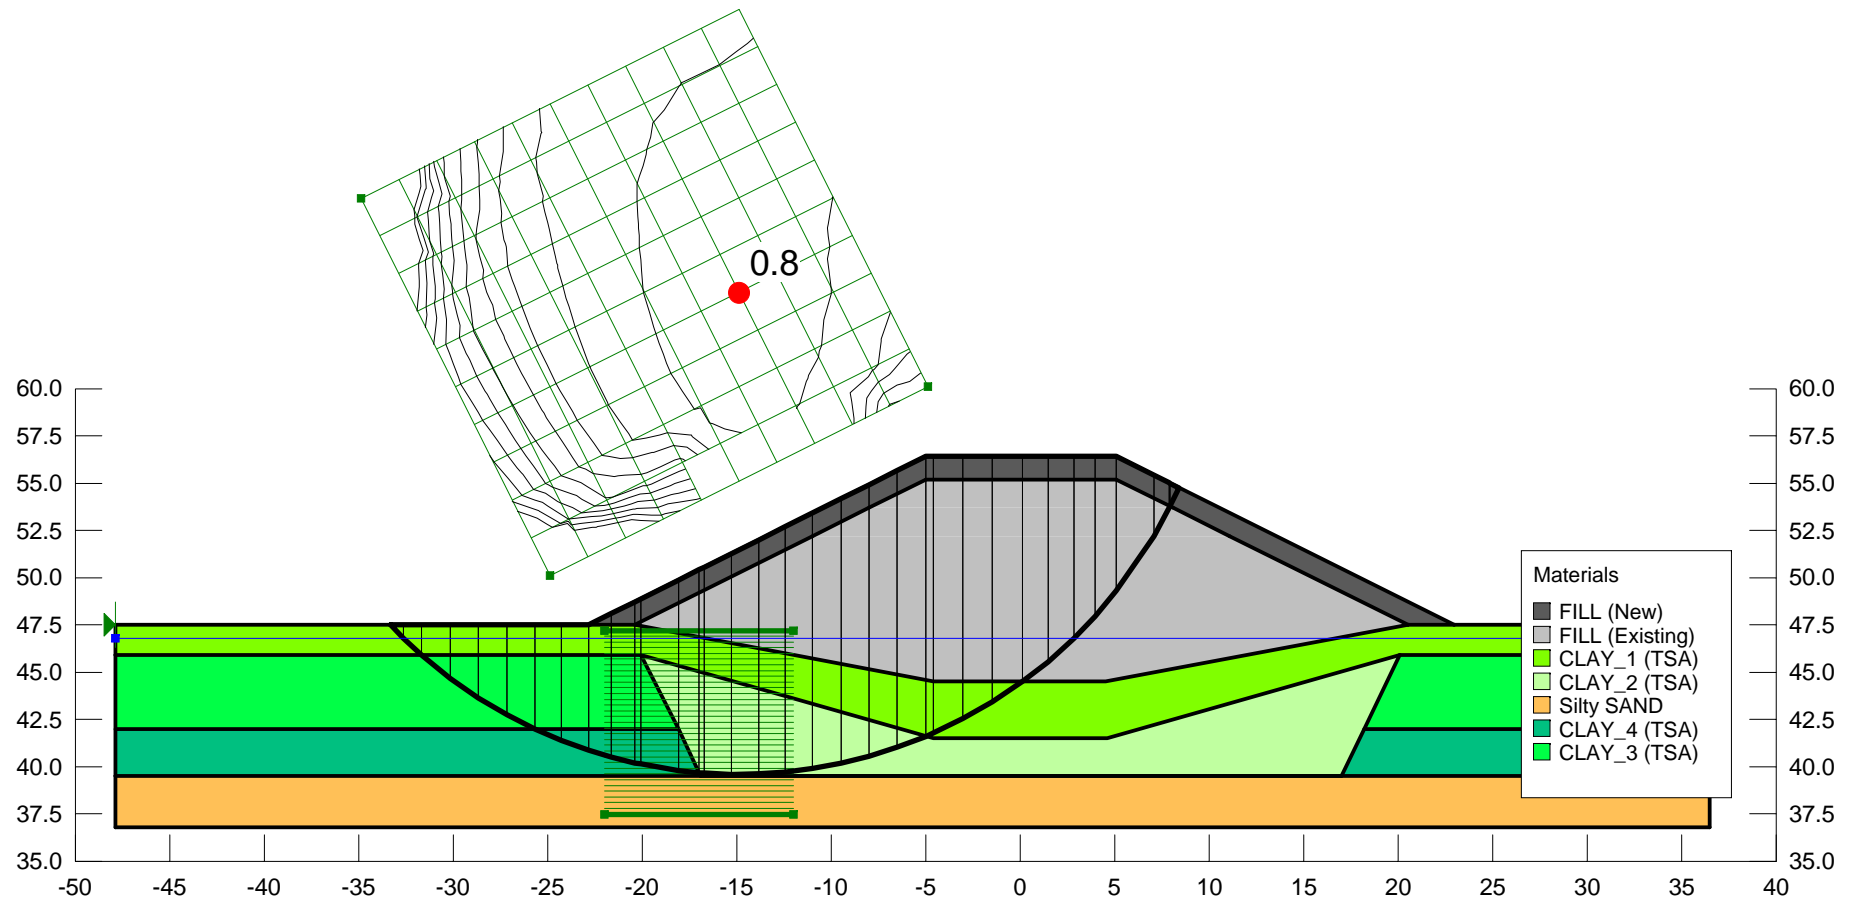 0.8
60.0
57.5
55.0
52.5
50.0
47.5
45.0
42.5
40.0
37.5
35.0
60.0
57.5
55.0
52.5
50.0
47.5
45.0
42.5
40.0
37.5
35.0
Materials
FILL (New)
FILL (Existing)
CLAY_1 (TSA)
CLAY_2 (TSA)
Silty SAND
CLAY_4 (TSA)
CLAY_3 (TSA)
-50 -45 -40 -35 -30 -25 -20 -15 -10 -5 0 5 10 15 20 25 30 35 40